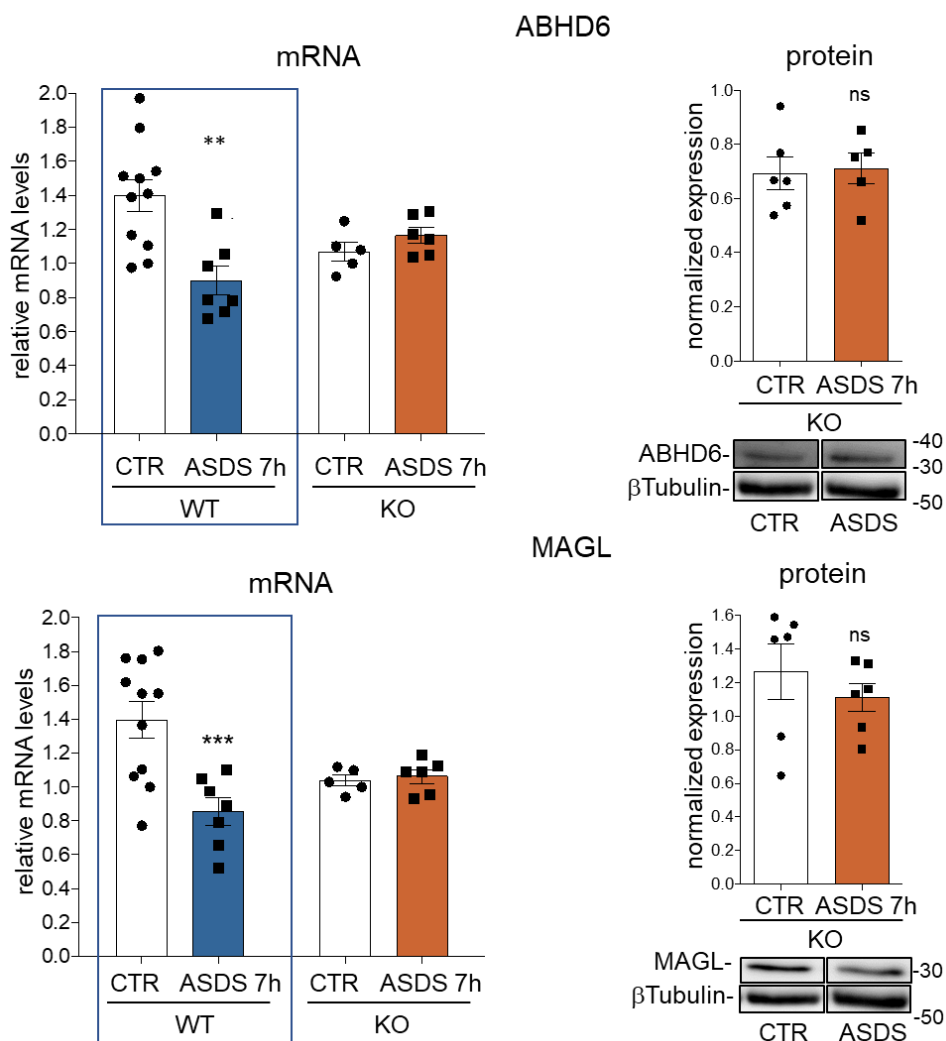 ABHD6
mRNA
relative mRNA levels
2.0
1.8
1.6
1.4
1.2
1.0
0.8
0.6
0.4
0.2
0.0
**
CTR ASDS 7h CTR ASDS 7h
WT KO
protein
normalized expression
1.0
0.8
0.6
0.4
0.2
0.0
ns
CTR ASDS 7h
KO
ABHD6-
-40
-30
βTubulin-
-50
CTR ASDS
MAGL
mRNA
relative mRNA levels
2.0
1.8
1.6
1.4
1.2
1.0
0.8
0.6
0.4
0.2
0.0
***
CTR ASDS 7h CTR ASDS 7h
WT KO
protein
normalized expression
1.6
1.4
1.2
1.0
0.8
0.6
0.4
0.2
0.0
ns
CTR ASDS 7h
KO
MAGL-
-30
βTubulin-
-50
CTR ASDS